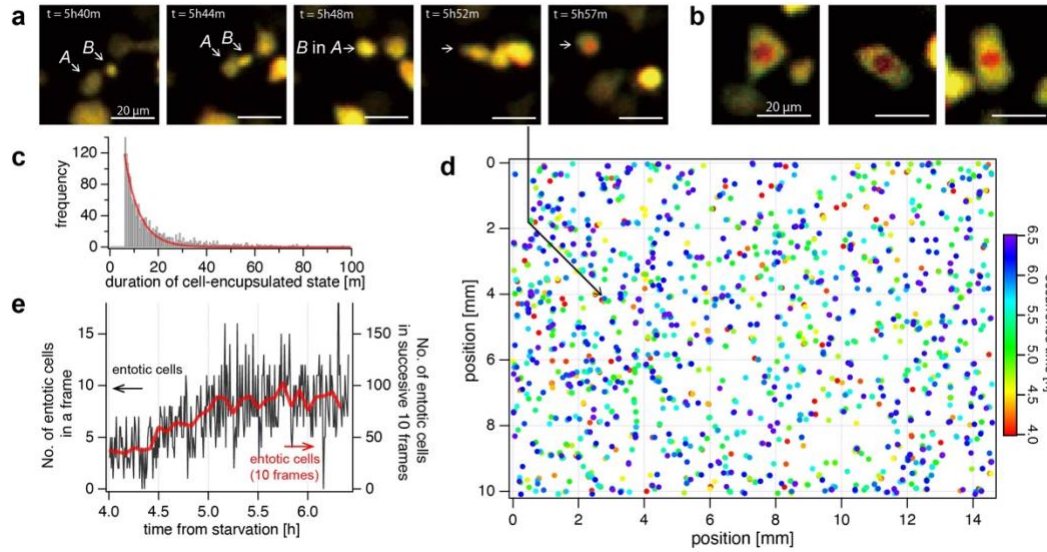 a
t = 5h40m
A
B
20 µm
t = 5h44m
A
B
t = 5h48m
B in A
t = 5h52m
t = 5h57m
b
20 µm
c
frequency
120
80
40
0
0 20 40 60 80 100
duration of cell-encupsulated state [m]
d
position [mm]
0
2
4
6
8
10
0 2 4 6 8 10 12 14
position [mm]
6.5
6.0
5.5
5.0
4.5
4.0
e
No. of entotic cells
in a frame
15
10
5
0
entotic cells
entotic cells
(10 frames)
150
100
50
0
No. of entotic cells
in succesive 10 frames
4.0 4.5 5.0 5.5 6.0
time from starvation [h]